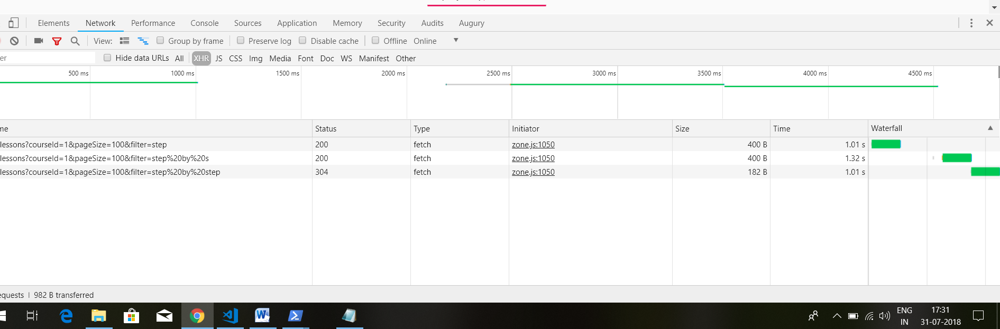 Elements Network Performance Console Sources Application Memory Security Audits Augury
View: Group by frame Preserve log Disable cache Offline Online
er Hide data URLs All XHR JS CSS Img Media Font Doc WS Manifest Other
500 ms 1000 ms 1500 ms 2000 ms 2500 ms 3000 ms 3500 ms 4000 ms 4500 ms
me Status Type Initiator Size Time Waterfall
lessons?courseId=1&pageSize=100&filter=step 200 fetch zone.js:1050 400 B 1.01 s
lessons?courseId=1&pageSize=100&filter=step%20by%20s 200 fetch zone.js:1050 400 B 1.32 s
lessons?courseId=1&pageSize=100&filter=step%20by%20step 304 fetch zone.js:1050 182 B 1.01 s
equests | 982 B transferred
ENG 17:31
IN 31-07-2018